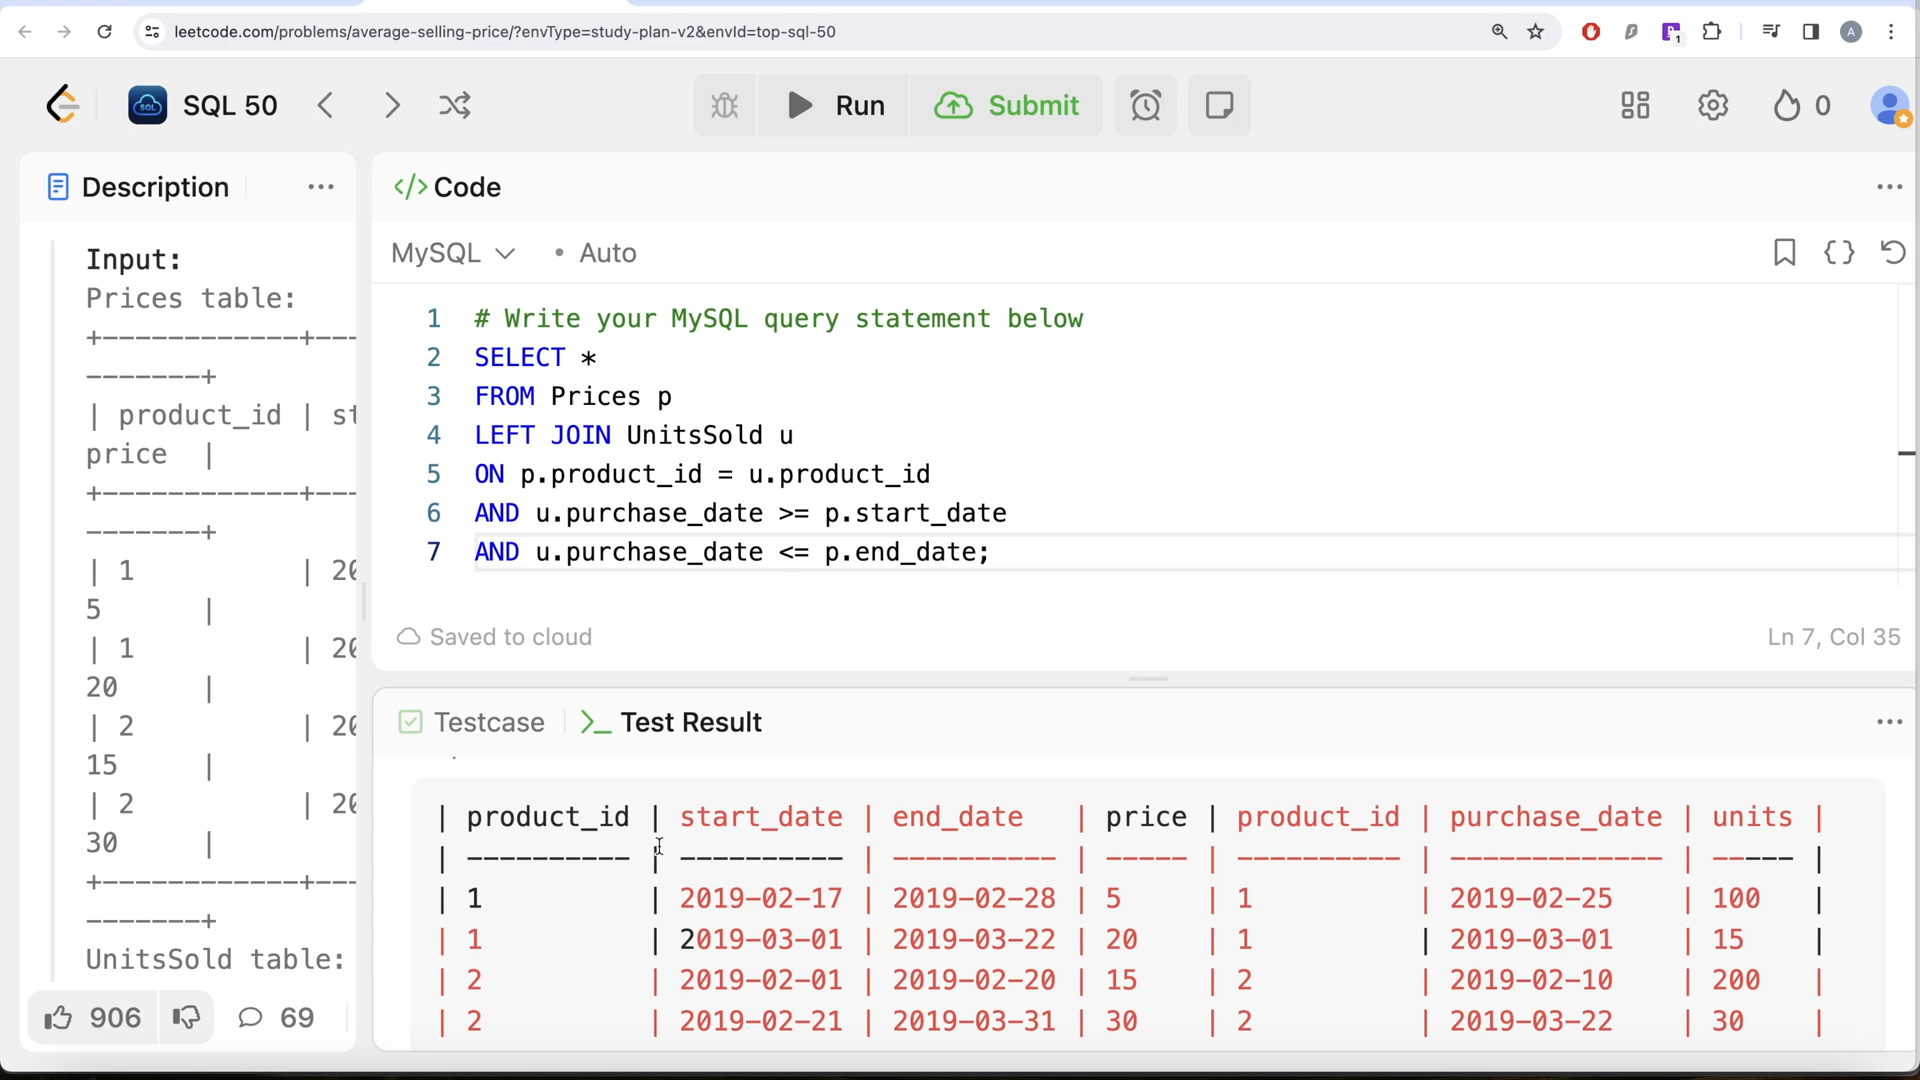 leetcode.com/problems/average-selling-price/?envType=study-plan-v2&envId=top-sql-50
1
A
SQL 50
Run
Submit
0
Description
Input:
Prices table:
+------------+---
-------+
| product_id | st
price |
+------------+---
-------+
| 1 | 20
5 |
| 1 | 20
20 |
| 2 | 20
15 |
| 2 | 20
30 |
+------------+---
-------+
UnitsSold table:
906
69
</> Code
MySQL • Auto
1 # Write your MySQL query statement below
2 SELECT *
3 FROM Prices p
4 LEFT JOIN UnitsSold u
5 ON p.product_id = u.product_id
6 AND u.purchase_date >= p.start_date
7 AND u.purchase_date <= p.end_date;
Saved to cloud
Ln 7, Col 35
Testcase
>_ Test Result
| product_id | start_date | end_date | price | product_id | purchase_date | units |
| ---------- | ---------- | ---------- | ----- | ---------- | ------------- | ----- |
| 1 | 2019-02-17 | 2019-02-28 | 5 | 1 | 2019-02-25 | 100 |
| 1 | 2019-03-01 | 2019-03-22 | 20 | 1 | 2019-03-01 | 15 |
| 2 | 2019-02-01 | 2019-02-20 | 15 | 2 | 2019-02-10 | 200 |
| 2 | 2019-02-21 | 2019-03-31 | 30 | 2 | 2019-03-22 | 30 |